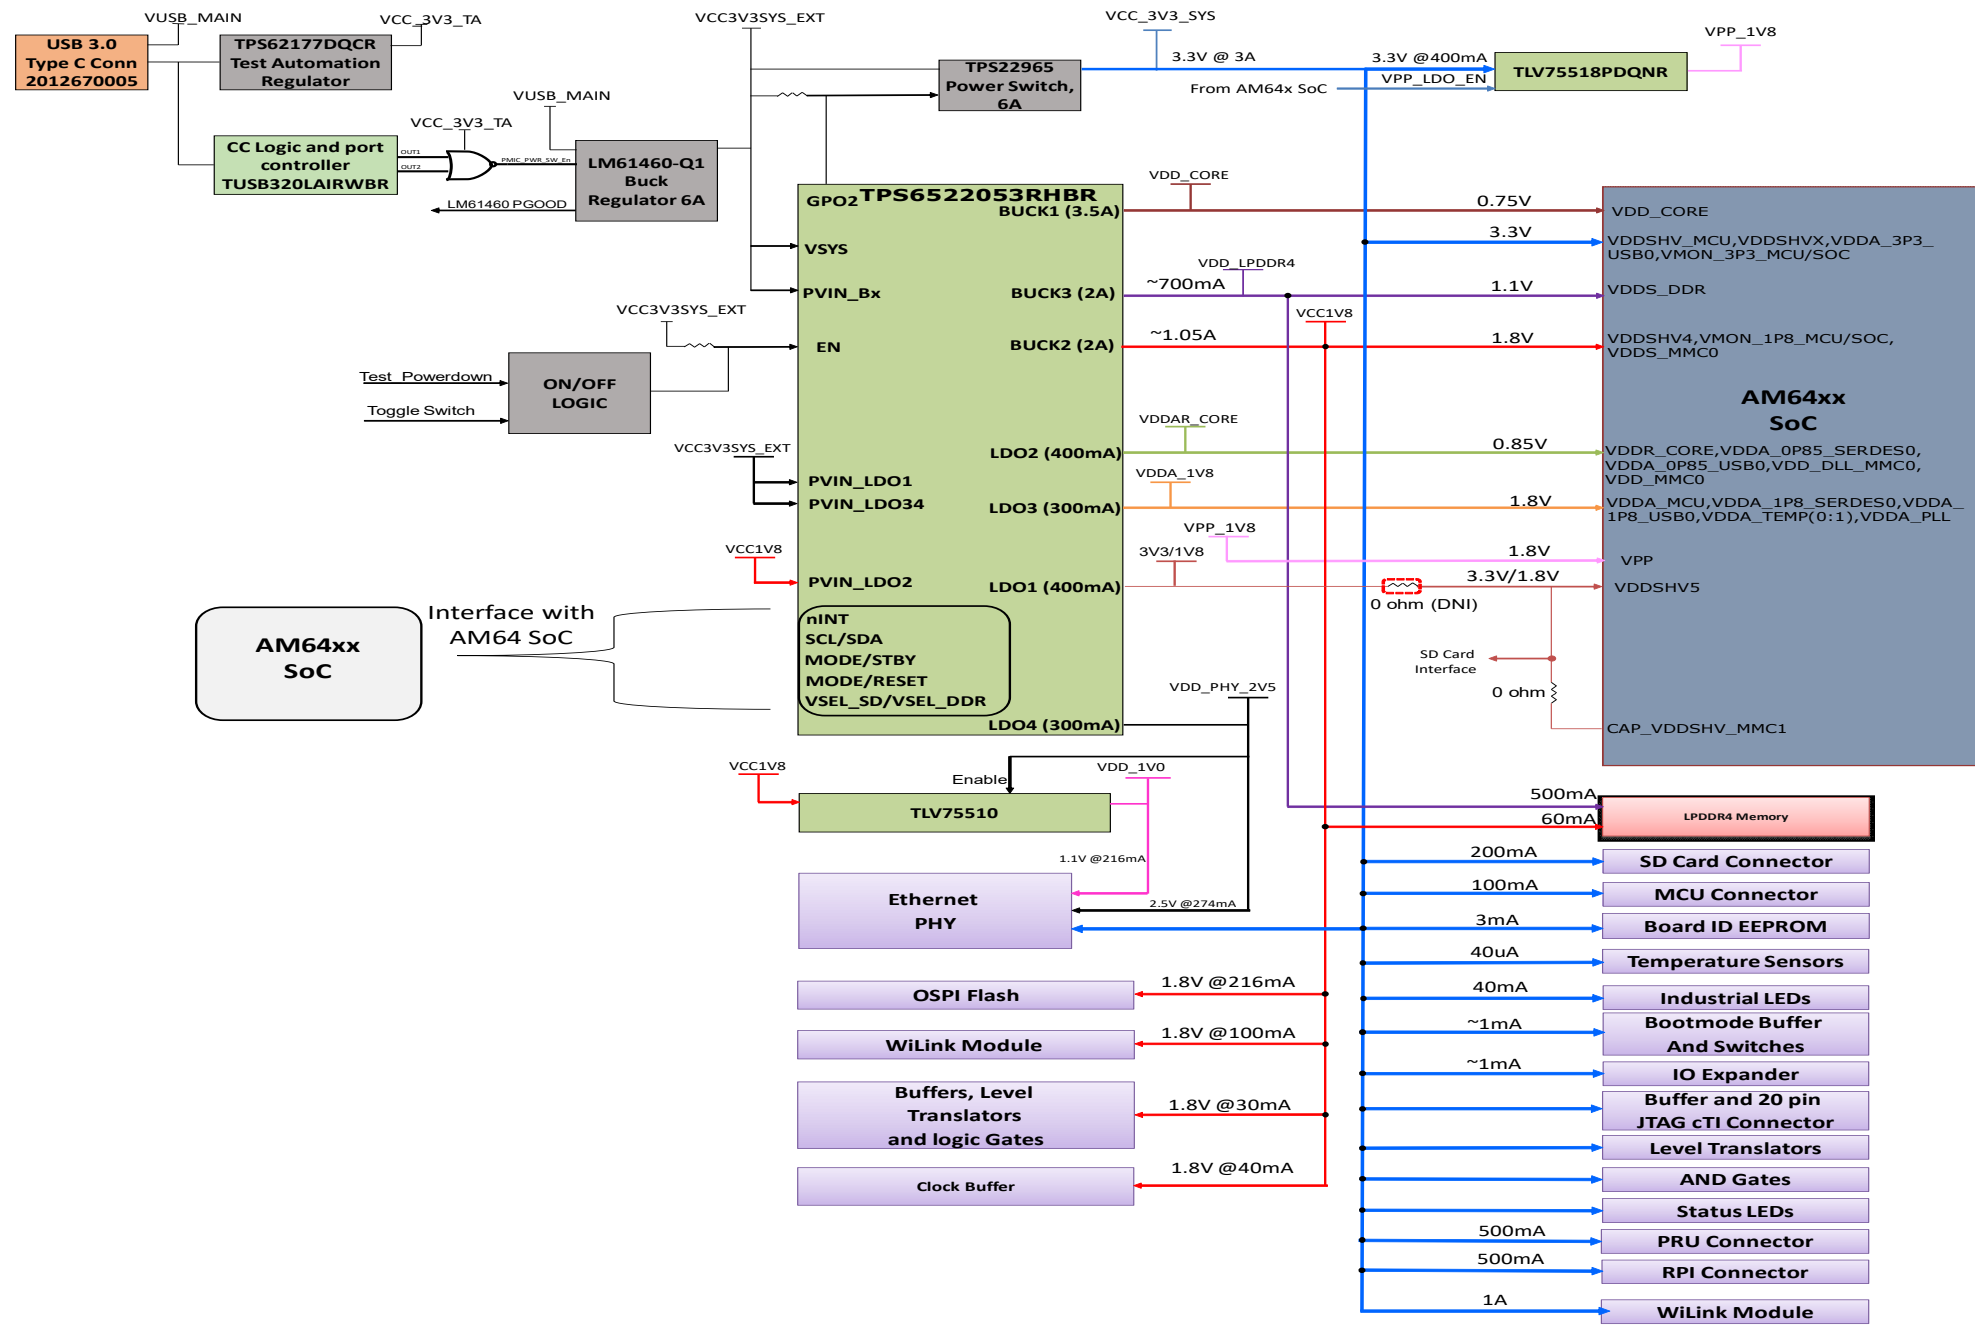 VUSB_MAIN
VCC_3V3_TA
USB 3.0
Type C Conn
2012670005
TPS62177DQCR
Test Automation
Regulator
VCC3V3SYS_EXT
VCC_3V3_SYS
TPS22965
Power Switch,
6A
3.3V @ 3A
3.3V @400mA
VPP_LDO_EN
From AM64x SoC
TLV75518PDQNR
VPP_1V8
VUSB_MAIN
VCC_3V3_TA
CC Logic and port
controller
TUSB320LAIRWBR
OUT1
OUT2
PMIC_PWR_SW_En
LM61460-Q1
Buck
Regulator 6A
LM61460 PGOOD
TPS6522053RHBR
GPO2
VSYS
PVIN_Bx
EN
PVIN_LDO1
PVIN_LDO34
PVIN_LDO2
nINT
SCL/SDA
MODE/STBY
MODE/RESET
VSEL_SD/VSEL_DDR
BUCK1 (3.5A)
BUCK3 (2A)
BUCK2 (2A)
LDO2 (400mA)
LDO3 (300mA)
LDO1 (400mA)
LDO4 (300mA)
VCC3V3SYS_EXT
Test_Powerdown
Toggle Switch
ON/OFF
LOGIC
VCC3V3SYS_EXT
VCC1V8
AM64xx
SoC
Interface with
AM64 SoC
VDD_CORE
0.75V
3.3V
VDD_LPDDR4
~700mA
1.1V
VCC1V8
~1.05A
1.8V
VDDAR_CORE
0.85V
VDDA_1V8
1.8V
VPP_1V8
1.8V
3V3/1V8
3.3V/1.8V
0 ohm (DNI)
SD Card
Interface
0 ohm
VDD_CORE
VDDSHV_MCU,VDDSHVX,VDDA_3P3_
USB0,VMON_3P3_MCU/SOC
VDDS_DDR
VDDSHV4,VMON_1P8_MCU/SOC,
VDDS_MMC0
AM64xx
SoC
VDDR_CORE,VDDA_0P85_SERDES0,
VDDA_0P85_USB0,VDD_DLL_MMC0,
VDD_MMC0
VDDA_MCU,VDDA_1P8_SERDES0,VDDA_
1P8_USB0,VDDA_TEMP(0:1),VDDA_PLL
VPP
VDDSHV5
CAP_VDDSHV_MMC1
VDD_PHY_2V5
VCC1V8
Enable
VDD_1V0
TLV75510
1.1V @216mA
2.5V @274mA
Ethernet
PHY
1.8V @216mA
OSPI Flash
1.8V @100mA
WiLink Module
1.8V @30mA
Buffers, Level
Translators
and logic Gates
1.8V @40mA
Clock Buffer
500mA
60mA
LPDDR4 Memory
200mA
SD Card Connector
100mA
MCU Connector
3mA
Board ID EEPROM
40uA
Temperature Sensors
40mA
Industrial LEDs
~1mA
Bootmode Buffer
And Switches
~1mA
IO Expander
Buffer and 20 pin
JTAG cTI Connector
Level Translators
AND Gates
Status LEDs
500mA
PRU Connector
500mA
RPI Connector
1A
WiLink Module